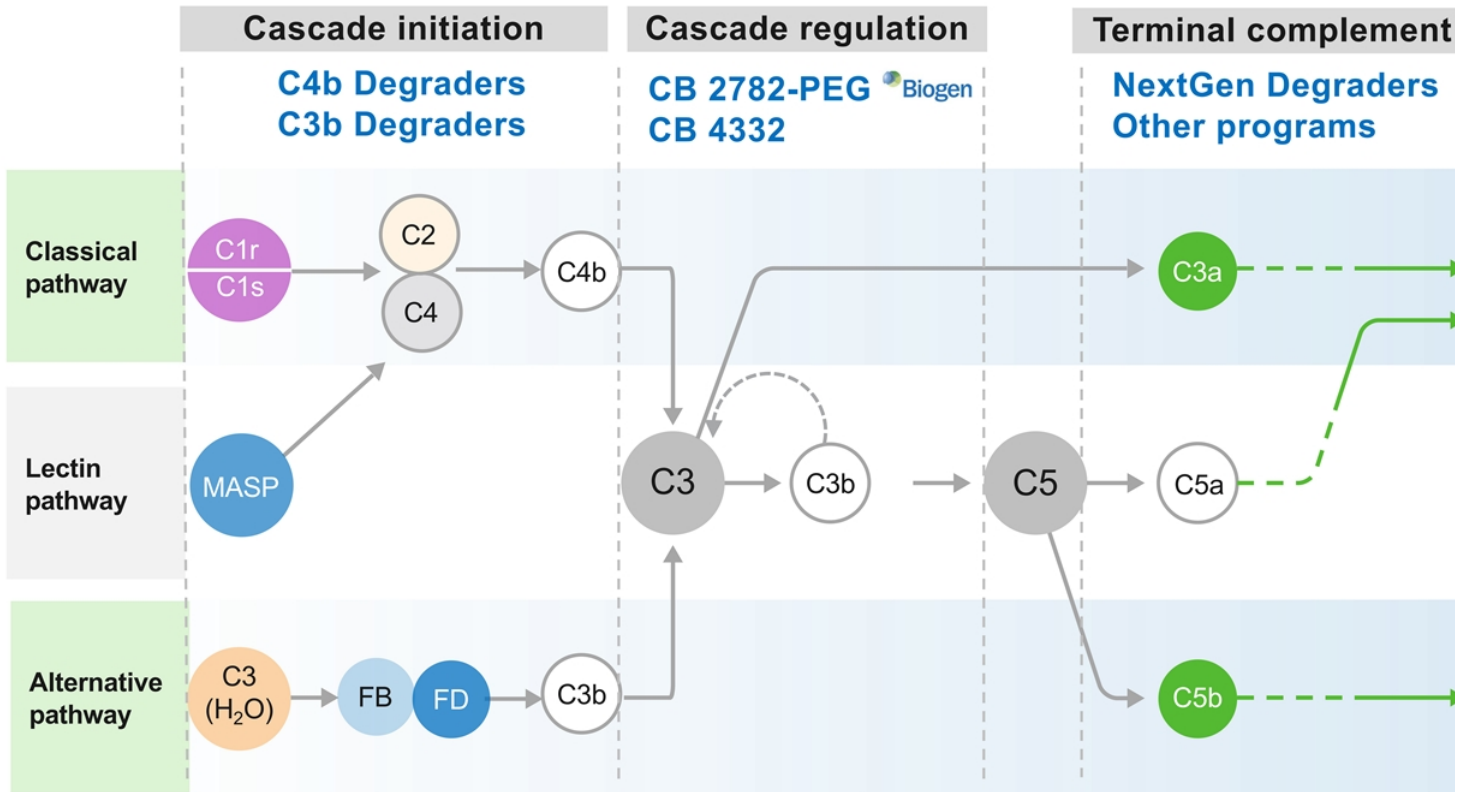 Cascade initiation
Cascade regulation
Terminal complement
C4b Degraders
C3b Degraders
CB 2782-PEG Biogen
CB 4332
NextGen Degraders
Other programs
Classical
pathway
C1r
C1s
C2
C4
C4b
C3a
Lectin
pathway
MASP
C3
C3b
C5
C5a
Alternative
pathway
C3
(H₂O)
FB
FD
C3b
C5b